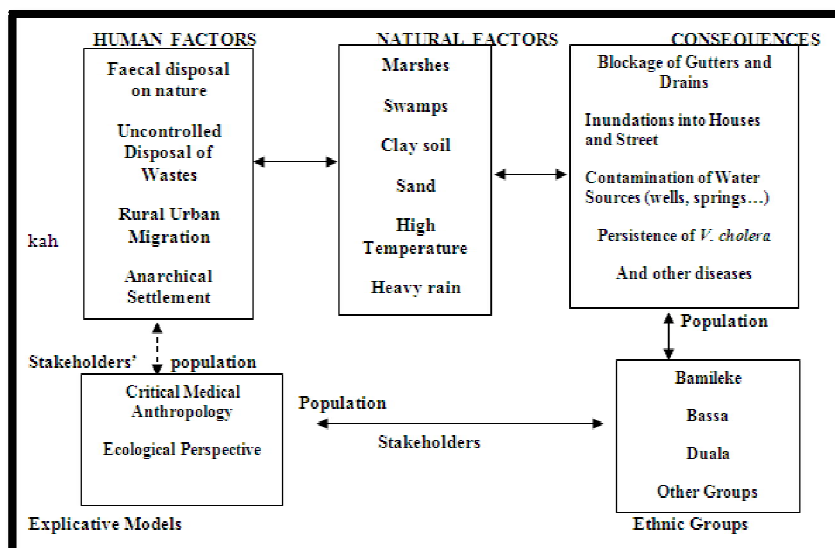 HUMAN FACTORS
Faecal disposal
on nature
Uncontrolled
Disposal of
Wastes
Rural Urban
Migration
Anarchical
Settlement
NATURAL FACTORS
Marshes
Swamps
Clay soil
Sand
High
Temperature
Heavy rain
CONSEQUENCES
Blockage of Gutters and
Drains
Inundations into Houses
and Street
Contamination of Water
Sources (wells, springs…)
Persistence of V. cholera
And other diseases
kah
Stakeholders’ population
Population
Critical Medical
Anthropology
Ecological Perspective
Population
Stakeholders
Bamileke
Bassa
Duala
Other Groups
Explicative Models
Ethnic Groups